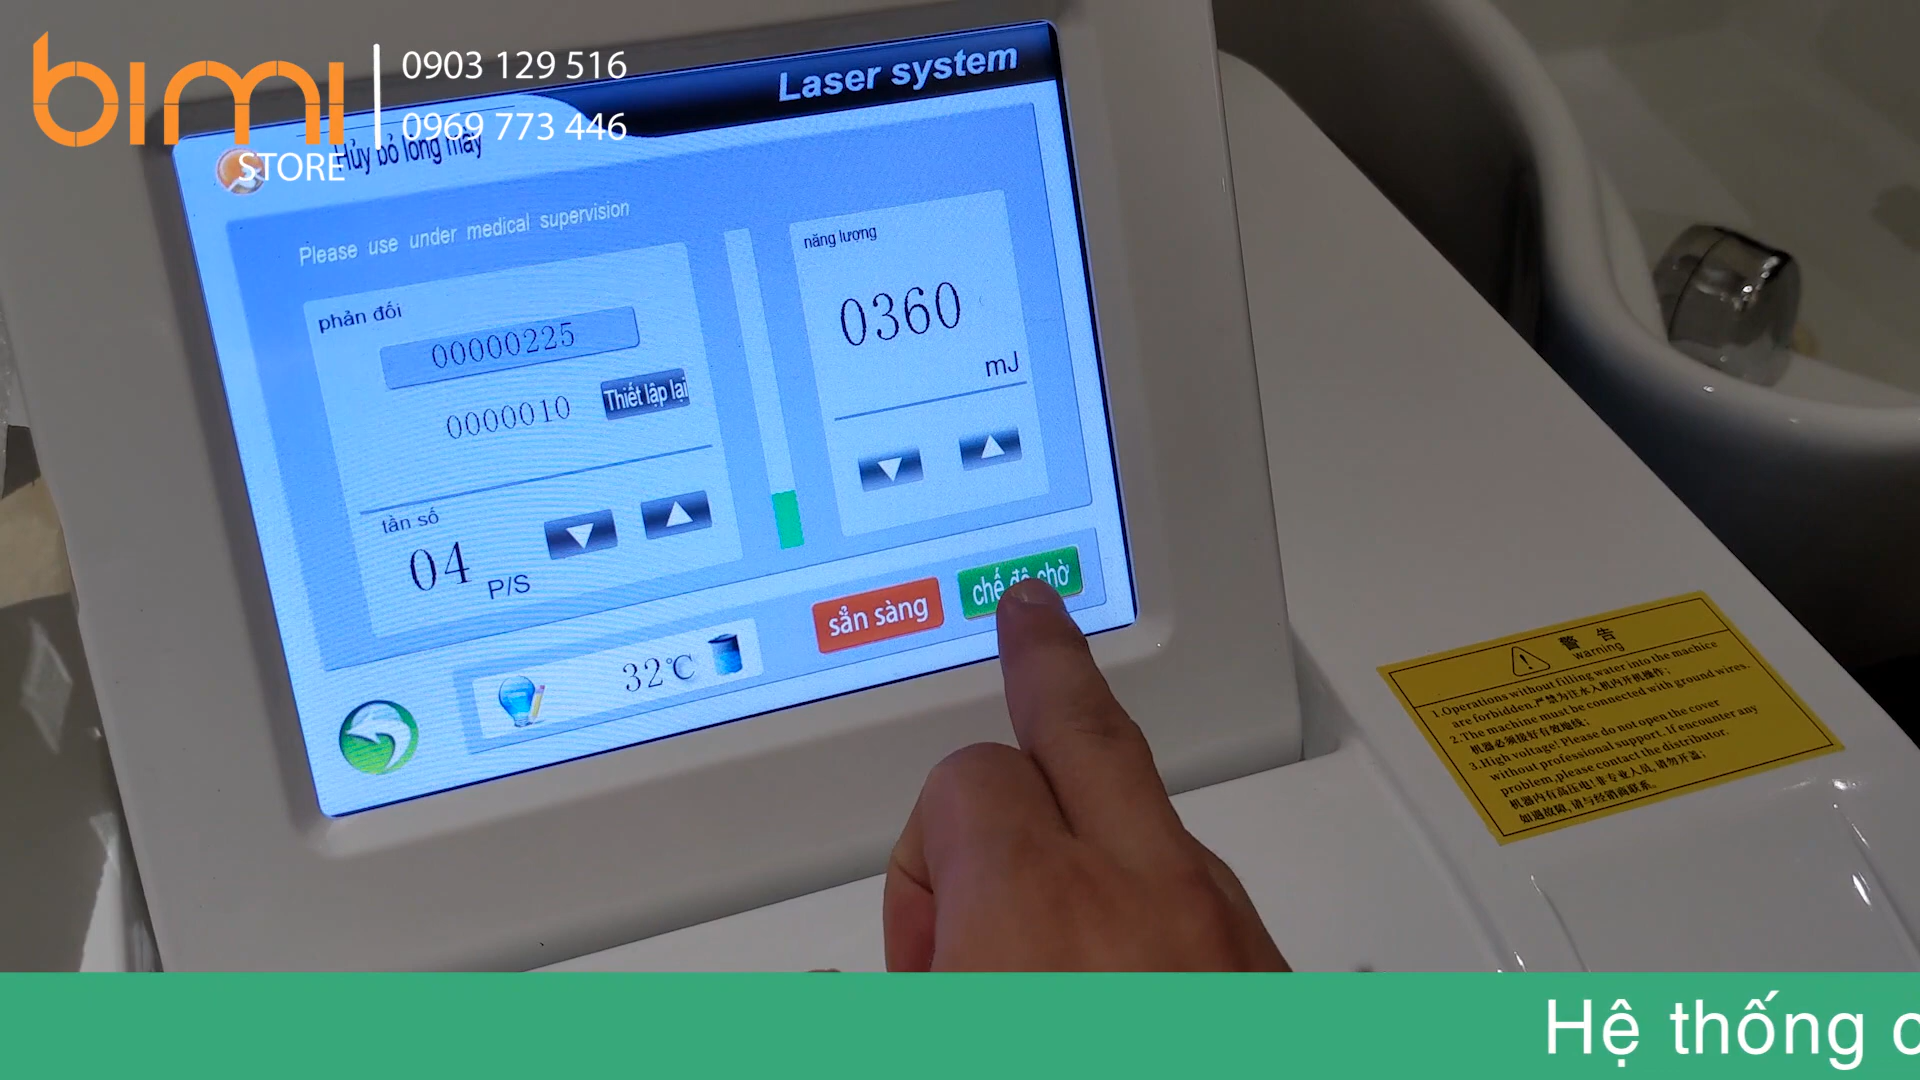 bimi
STORE
0903 129 516
0969 773 446
Laser system
Hủy bỏ lông mày
Please use under medical supervision
phản đối
00000225
0000010
Thiết lập lại
tần số
04 P/S
năng lượng
0360
mJ
sẳn sàng
chế độ chờ
32℃
警 告
warning
1.Operations without filling water into the machice
are forbidden.严禁为注水入机内开机操作;
2.The machine must be connected with ground wires.
机器必须接好有效地线;
3.High voltage! Please do not open the cover
without professional support. If encounter any
problem,please contact the distributor.
机器内有高压电!非专业人员,请勿开盖;
如遇故障,请与经销商联系.
Hệ thống